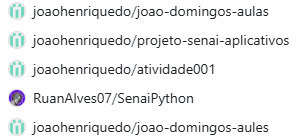 joaohenriquedo/joao-domingos-aulas
joaohenriquedo/projeto-senai-aplicativos
joaohenriquedo/atividade001
RuanAlves07/SenaiPython
joaohenriquedo/joao-domingos-aules